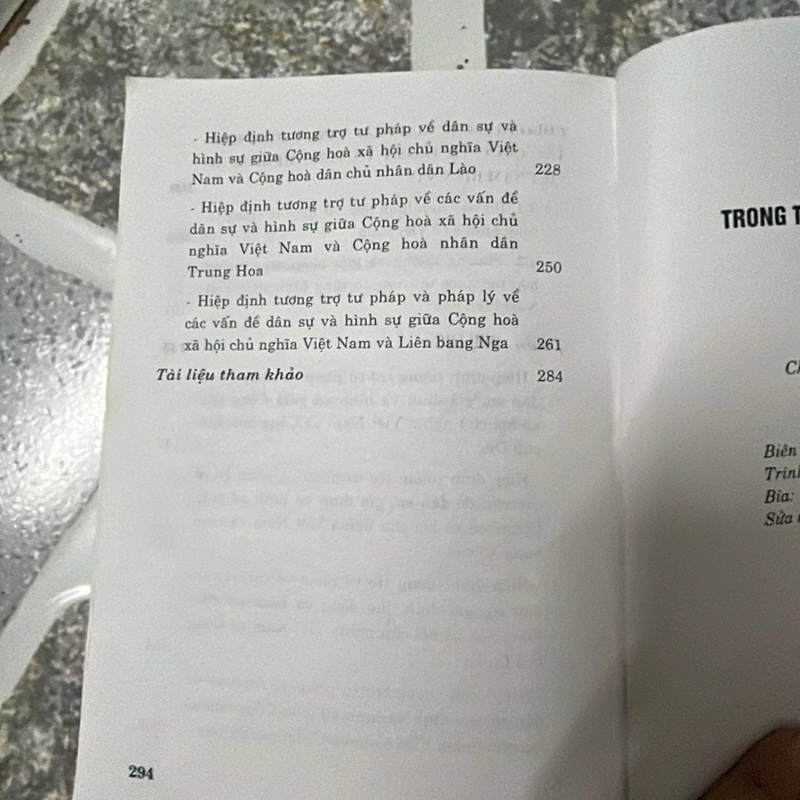 - Hiệp định tương trợ tư pháp về dân sự và
hình sự giữa Cộng hoà xã hội chủ nghĩa Việt
Nam và Cộng hoà dân chủ nhân dân Lào 228
- Hiệp định tương trợ tư pháp về các vấn đề
dân sự và hình sự giữa Cộng hoà xã hội chủ
nghĩa Việt Nam và Cộng hoà nhân dân
Trung Hoa 250
- Hiệp định tương trợ tư pháp và pháp lý về
các vấn đề dân sự và hình sự giữa Cộng hoà
xã hội chủ nghĩa Việt Nam và Liên bang Nga 261
Tài liệu tham khảo 284
294
TRONG
Biên
Bìa:
Sửa